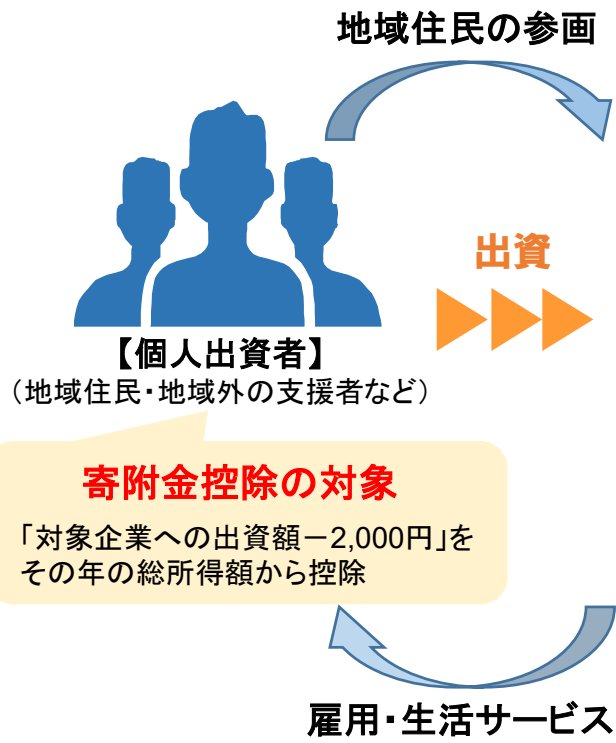 地域住民の参画
出資
【個人出資者】
（地域住民・地域外の支援者など）
寄附金控除の対象
「対象企業への出資額－2,000円」を
その年の総所得額から控除
雇用・生活サービス